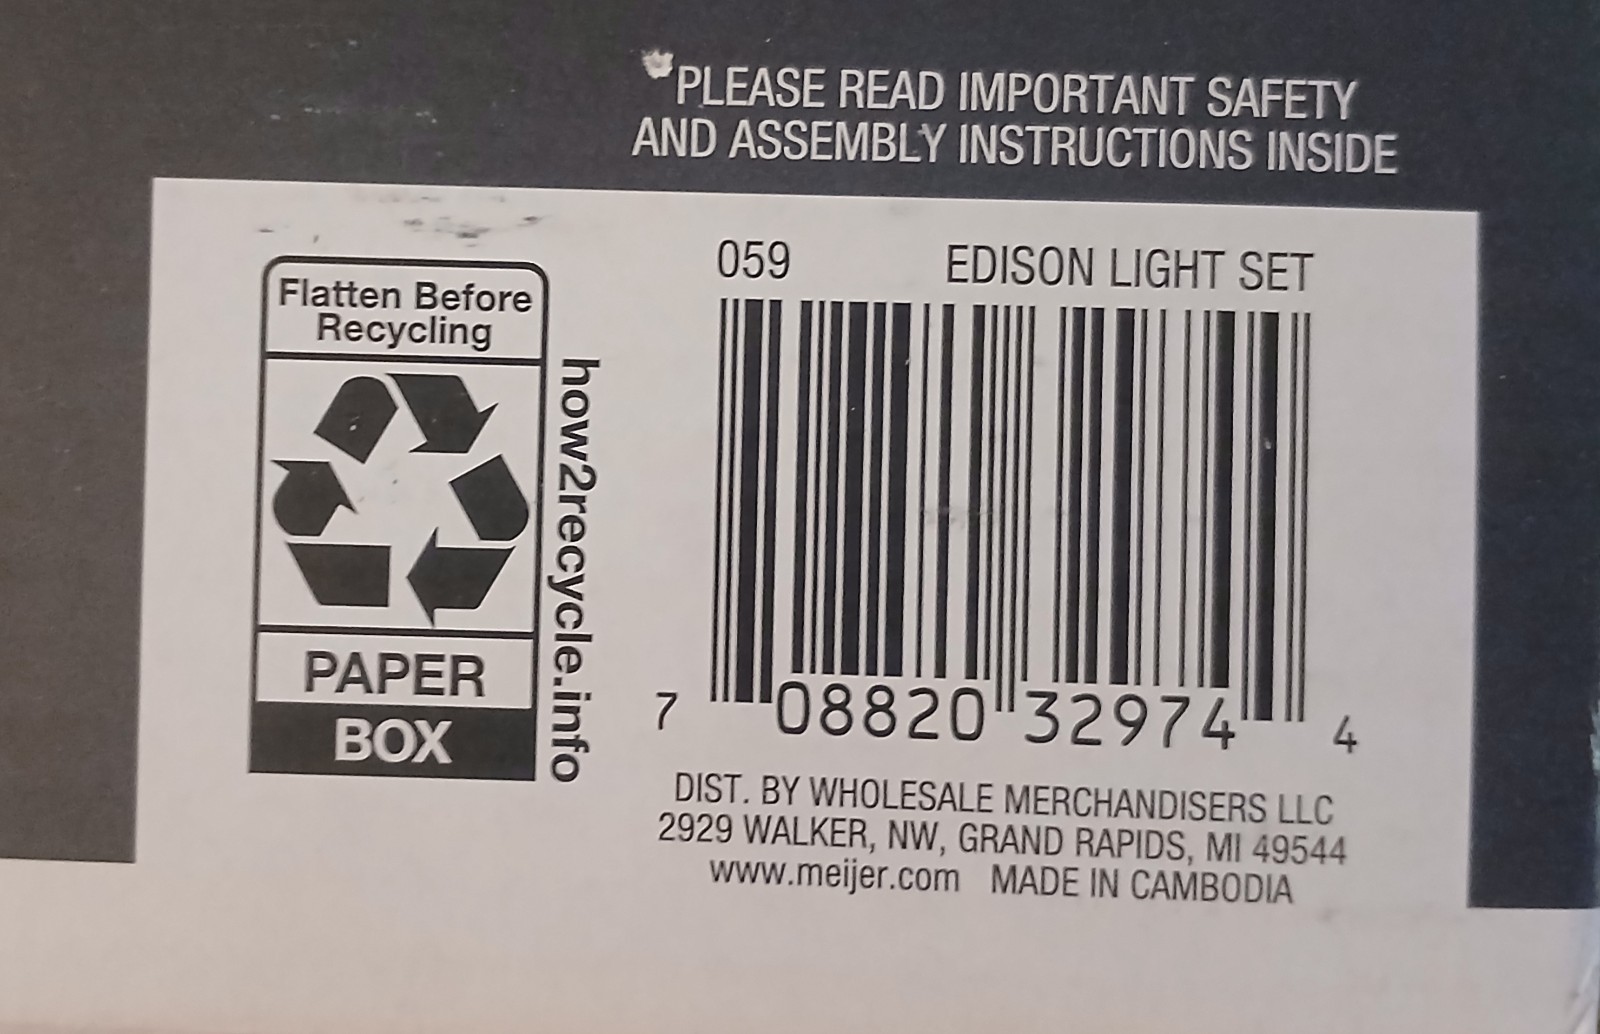 *PLEASE READ IMPORTANT SAFETY
AND ASSEMBLY INSTRUCTIONS INSIDE
Flatten Before
Recycling
PAPER
BOX
how2recycle.info
059 EDISON LIGHT SET
7 08820 32974 4
DIST. BY WHOLESALE MERCHANDISERS LLC
2929 WALKER, NW, GRAND RAPIDS, MI 49544
www.meijer.com MADE IN CAMBODIA